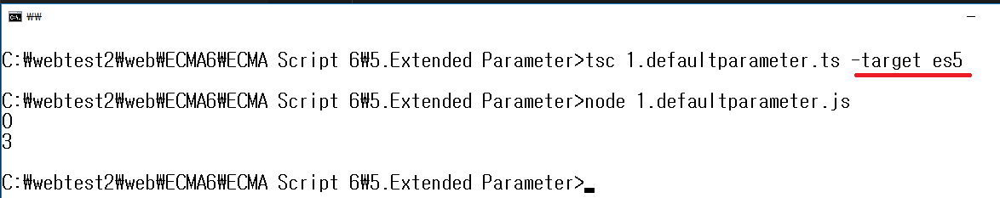 ₩₩
C:₩webtest2₩web₩ECMA6₩ECMA Script 6₩5.Extended Parameter>tsc 1.defaultparameter.ts -target es5
C:₩webtest2₩web₩ECMA6₩ECMA Script 6₩5.Extended Parameter>node 1.defaultparameter.js
0
3
C:₩webtest2₩web₩ECMA6₩ECMA Script 6₩5.Extended Parameter>